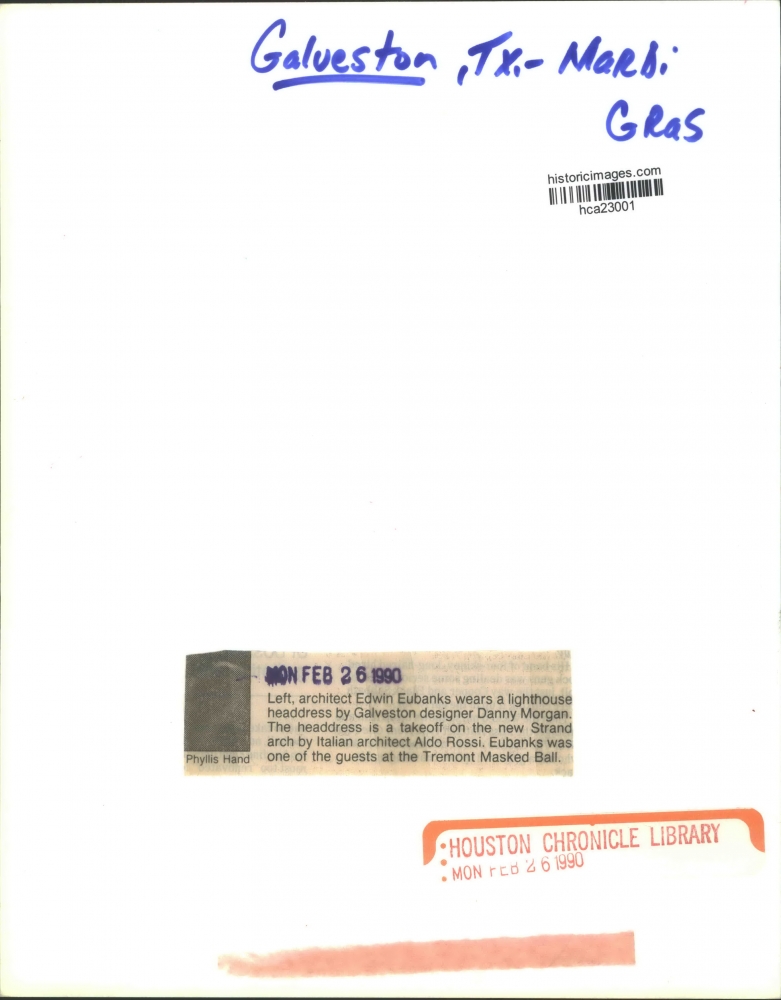 Galveston, Tx.- Mardi
Gras
historicimages.com
hca23001
MON FEB 26 1990
Left, architect Edwin Eubanks wears a lighthouse
headdress by Galveston designer Danny Morgan.
The headdress is a takeoff on the new Strand
arch by Italian architect Aldo Rossi. Eubanks was
one of the guests at the Tremont Masked Ball.
Phyllis Hand
HOUSTON CHRONICLE LIBRARY
MON FEB 26 1990